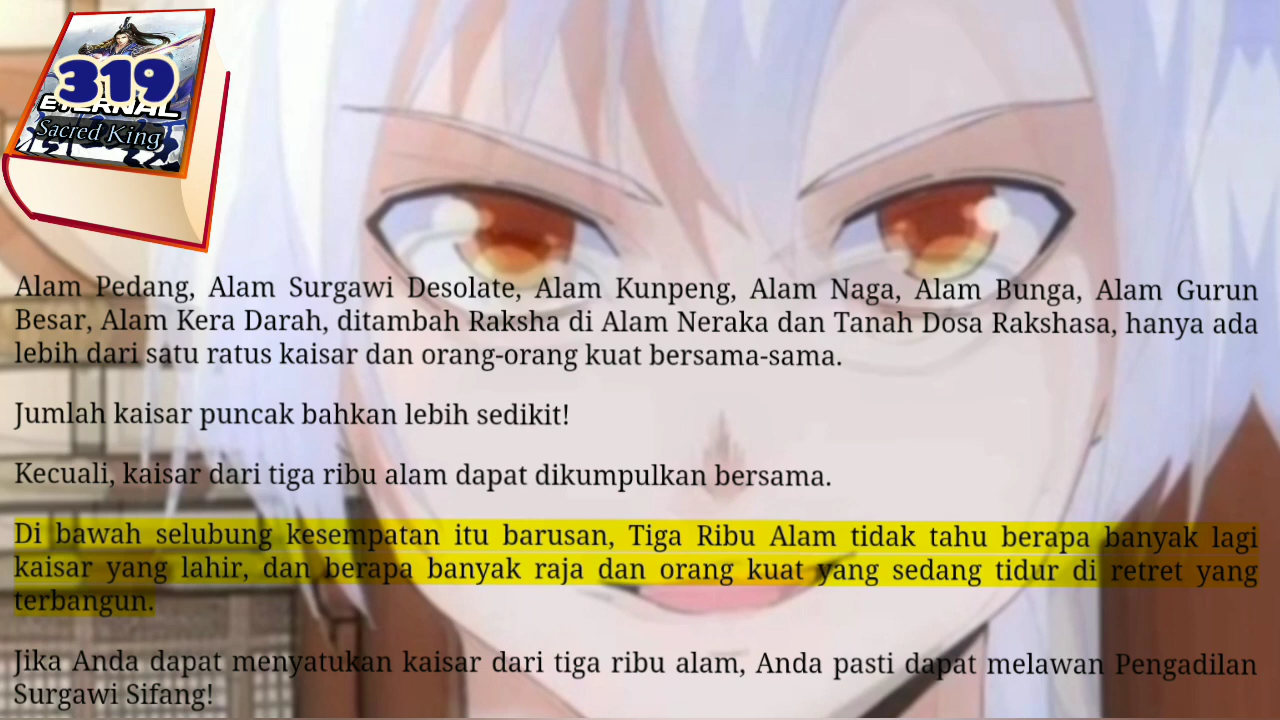 319
ETERNAL
Sacred King
Alam Pedang, Alam Surgawi Desolate, Alam Kunpeng, Alam Naga, Alam Bunga, Alam Gurun
Besar, Alam Kera Darah, ditambah Raksha di Alam Neraka dan Tanah Dosa Rakshasa, hanya ada
lebih dari satu ratus kaisar dan orang-orang kuat bersama-sama.
Jumlah kaisar puncak bahkan lebih sedikit!
Kecuali, kaisar dari tiga ribu alam dapat dikumpulkan bersama.
Di bawah selubung kesempatan itu barusan, Tiga Ribu Alam tidak tahu berapa banyak lagi
kaisar yang lahir, dan berapa banyak raja dan orang kuat yang sedang tidur di retret yang
terbangun.
Jika Anda dapat menyatukan kaisar dari tiga ribu alam, Anda pasti dapat melawan Pengadilan
Surgawi Sifang!